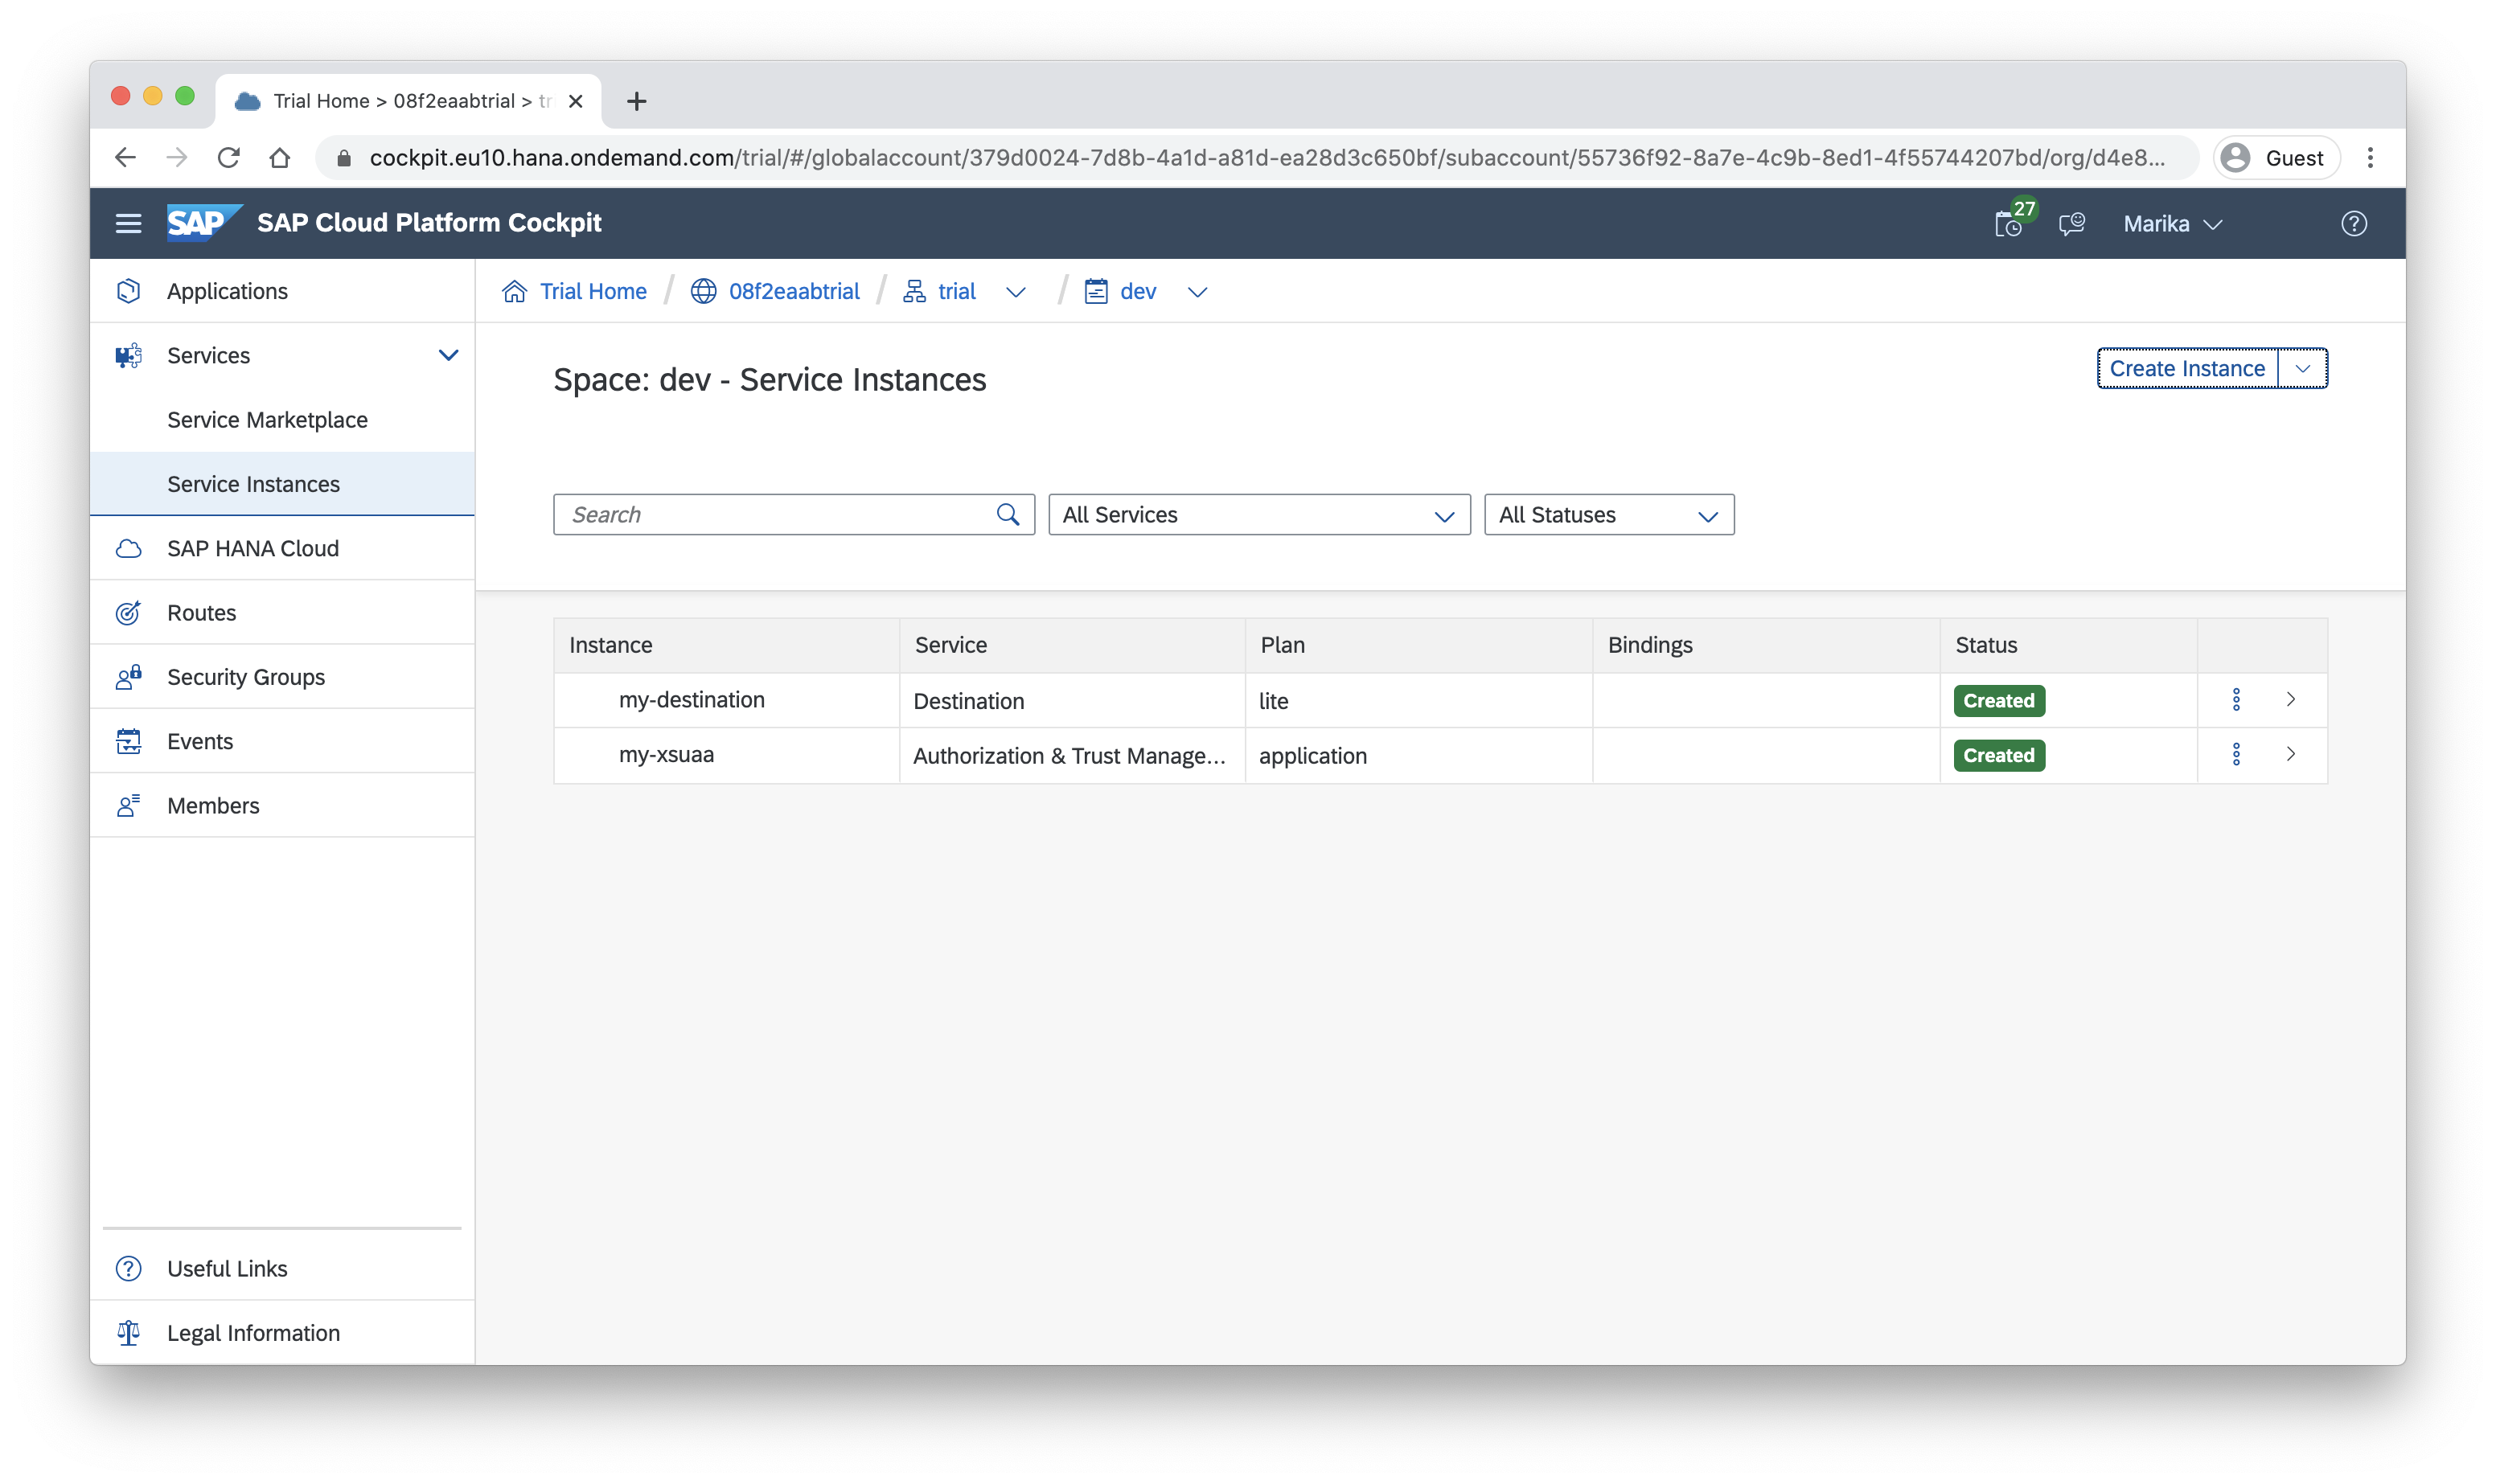 Trial Home > 08f2eaabtrial > tr
cockpit.eu10.hana.ondemand.com/trial/#/globalaccount/379d0024-7d8b-4a1d-a81d-ea28d3c650bf/subaccount/55736f92-8a7e-4c9b-8ed1-4f55744207bd/org/d4e8...
Guest
SAP
SAP Cloud Platform Cockpit
27
Marika
Applications
Services
Service Marketplace
Service Instances
SAP HANA Cloud
Routes
Security Groups
Events
Members
Useful Links
Legal Information
Trial Home / 08f2eaabtrial / trial / dev
Space: dev - Service Instances
Create Instance
Search
All Services
All Statuses
Instance Service Plan Bindings Status
my-destination Destination lite Created
my-xsuaa Authorization & Trust Manage... application Created